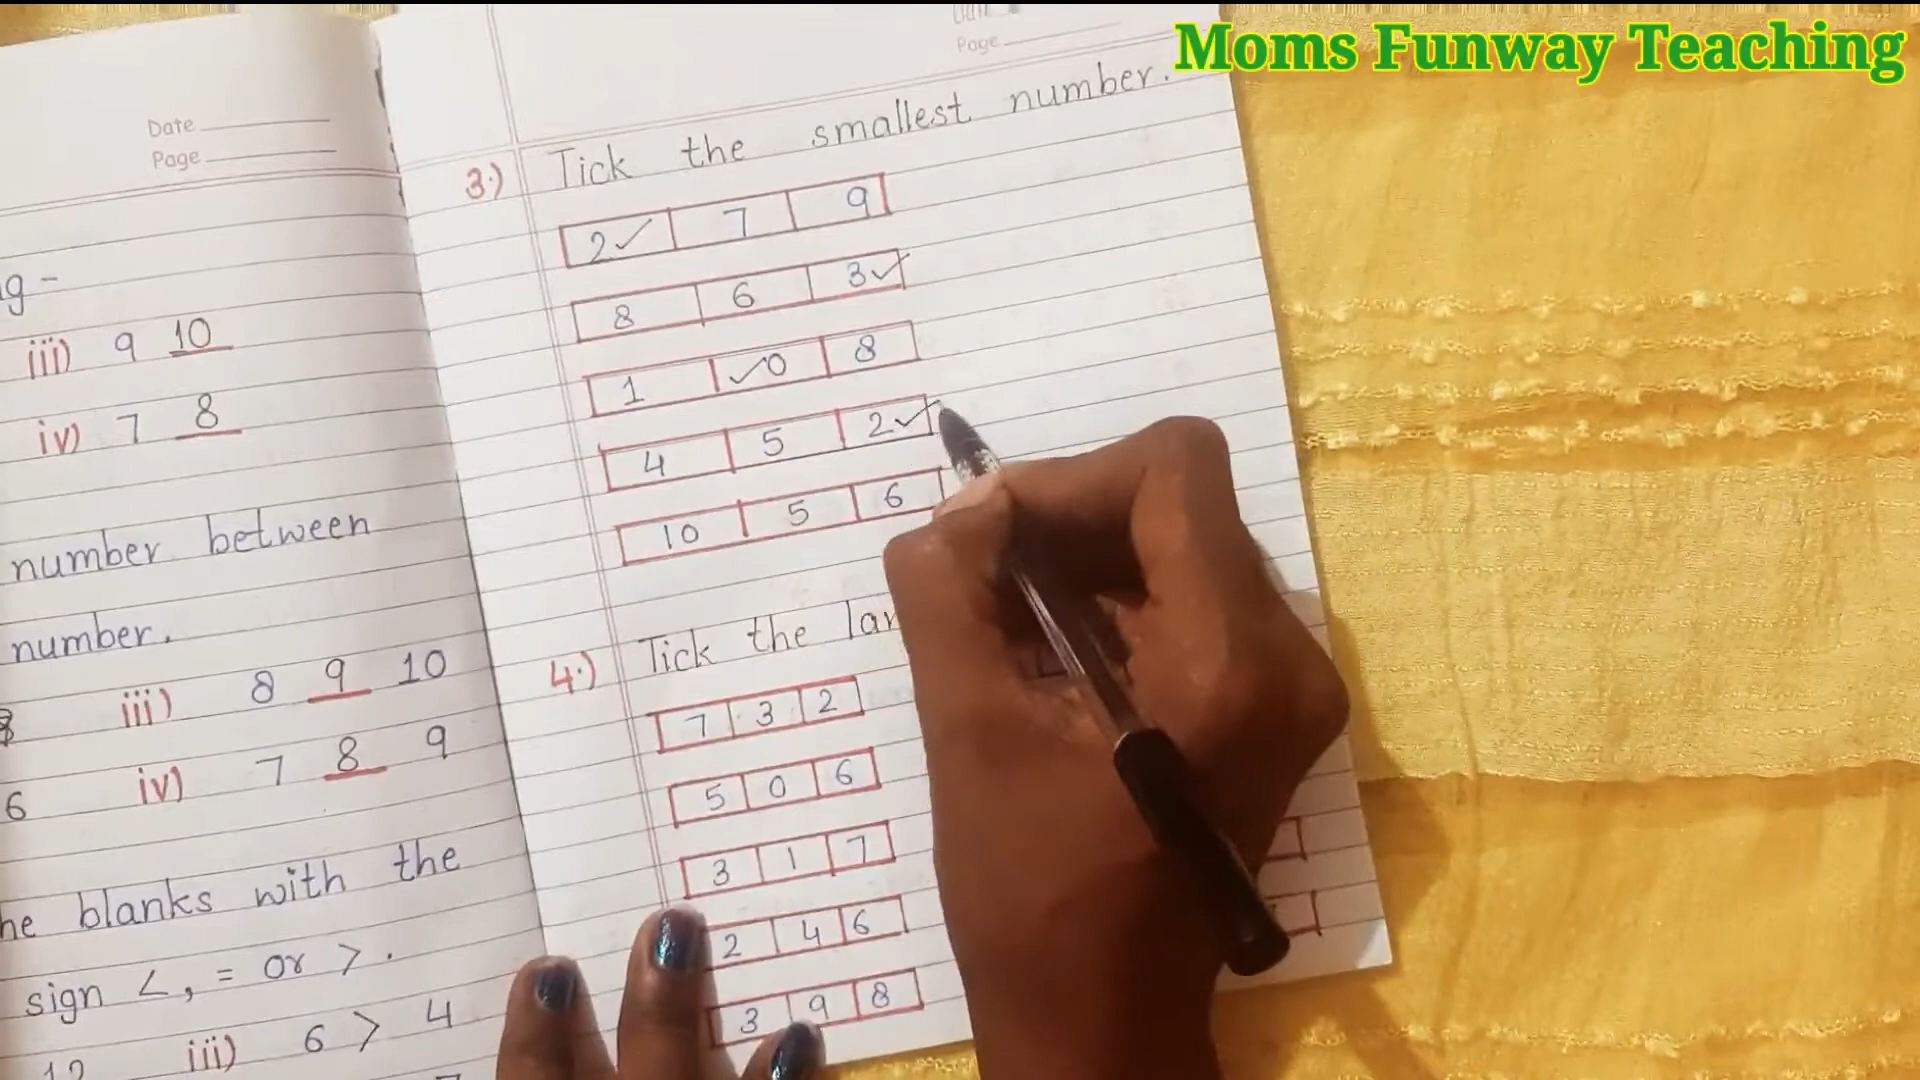 Moms Funway Teaching
Date
Page
iii) 9 10
iv) 7 8
number between
number.
iii) 8 9 10
iv) 7 8 9
6
blanks with the
sign <, = or >.
iii) 6 > 4
12
Page
3.) Tick the smallest number.
2✓ 7 9
8 6 3✓
1 ✓0 8
4 5 2✓
10 5 6
4.) Tick the
7 3 2
5 0 6
3 1 7
2 4 6
3 9 8